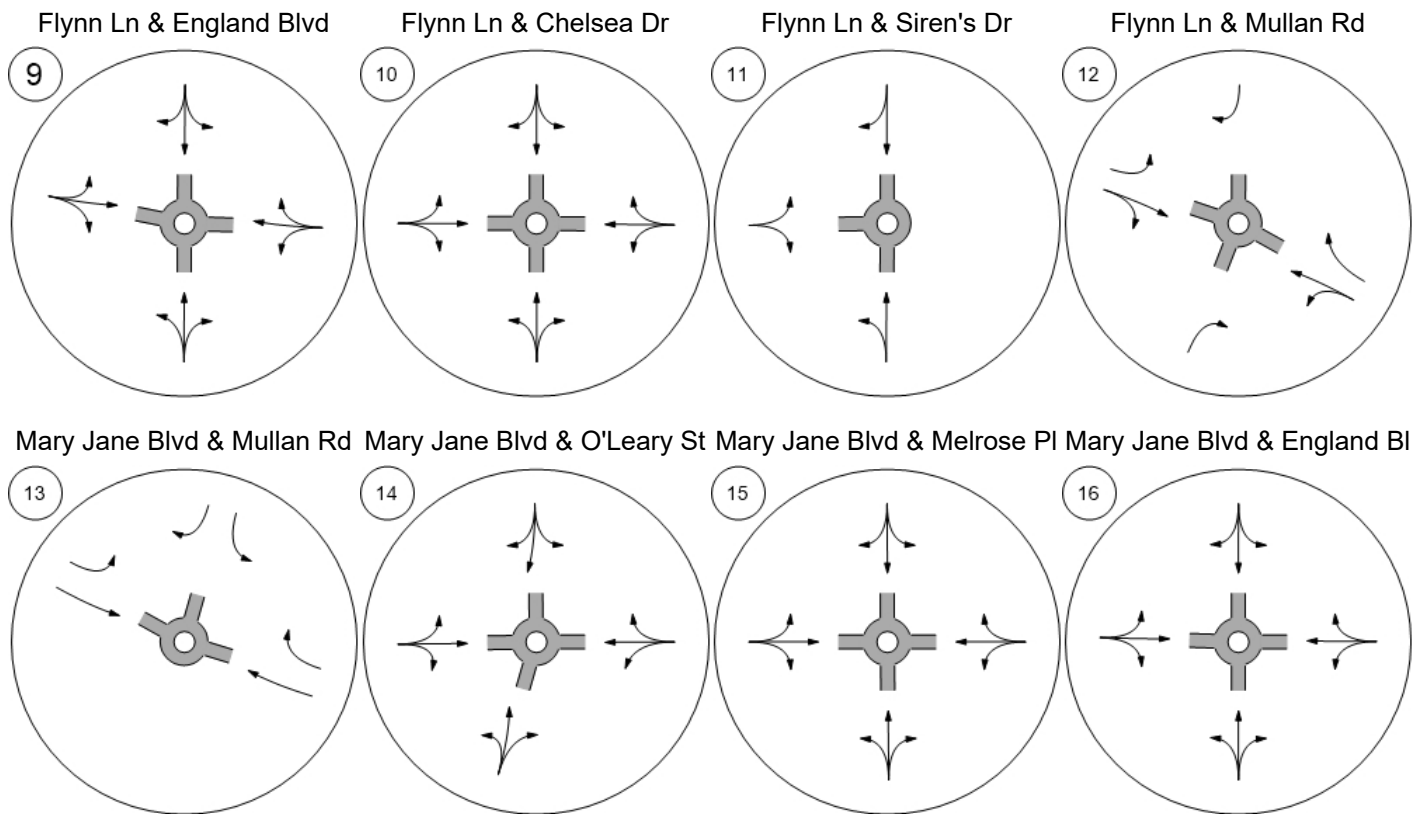 Flynn Ln & England Blvd
Flynn Ln & Chelsea Dr
Flynn Ln & Siren's Dr
Flynn Ln & Mullan Rd
9
10
11
12
Mary Jane Blvd & Mullan Rd
Mary Jane Blvd & O'Leary St
Mary Jane Blvd & Melrose Pl
Mary Jane Blvd & England Bl
13
14
15
16